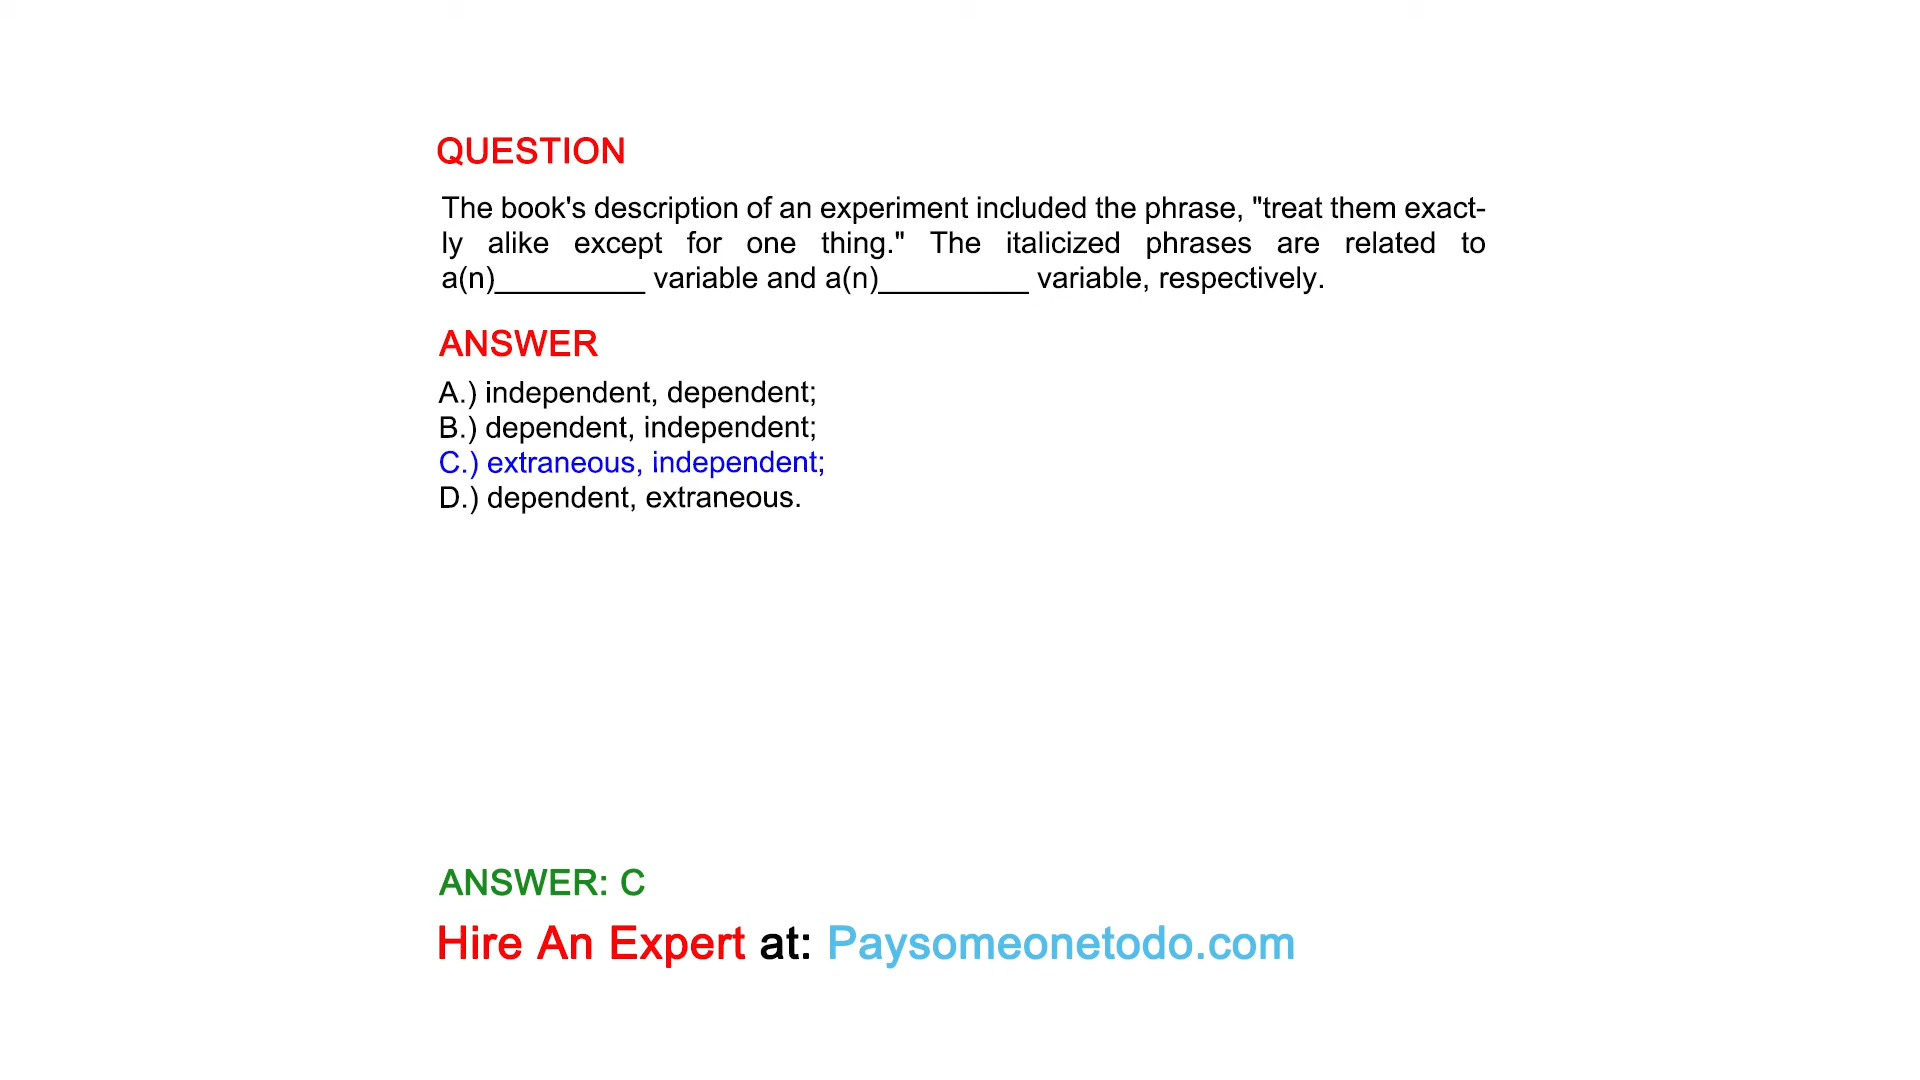 QUESTION
The book's description of an experiment included the phrase, "treat them exact-
ly alike except for one thing." The italicized phrases are related to
a(n)_________ variable and a(n)_________ variable, respectively.
ANSWER
A.) independent, dependent;
B.) dependent, independent;
C.) extraneous, independent;
D.) dependent, extraneous.
ANSWER: C
Hire An Expert at: Paysomeonetodo.com